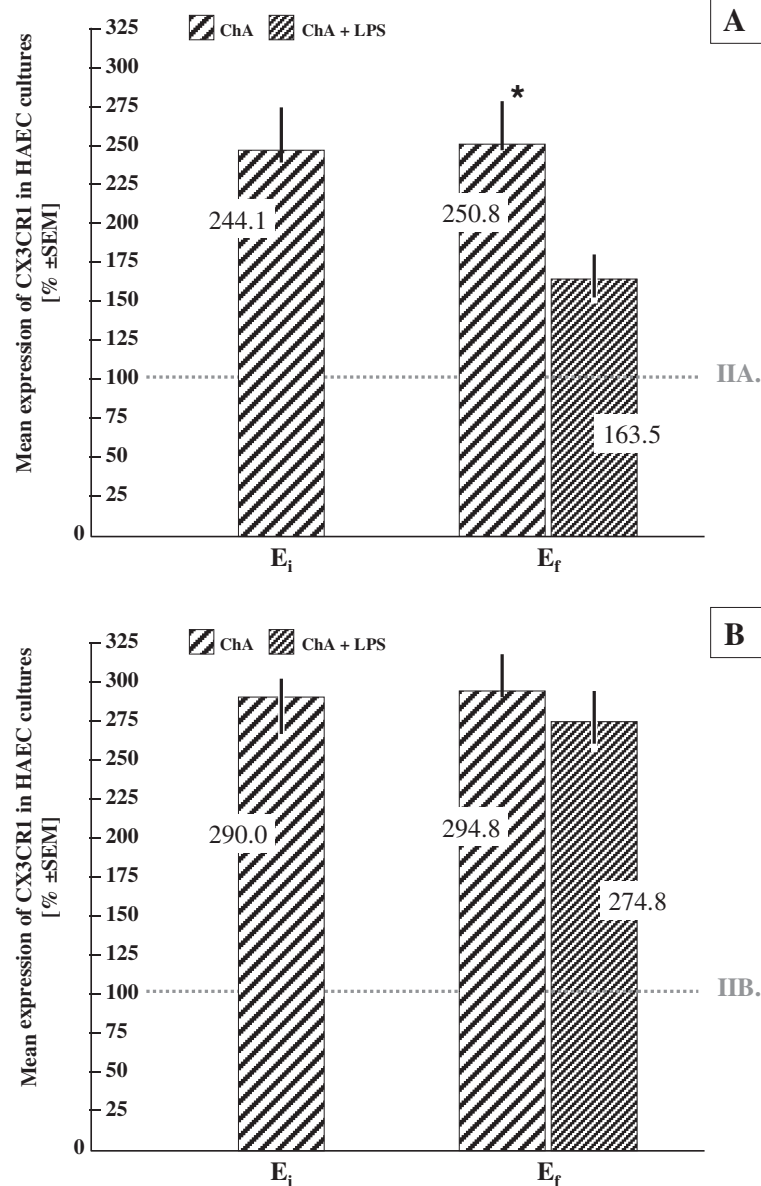 A
ChA ChA + LPS
Mean expression of CX3CR1 in HAEC cultures
[% ±SEM]
325
300
275
250
225
200
175
150
125
100
75
50
25
0
*
244.1
250.8
163.5
IIA.
Ei
Ef
B
ChA ChA + LPS
Mean expression of CX3CR1 in HAEC cultures
[% ±SEM]
325
300
275
250
225
200
175
150
125
100
75
50
25
0
290.0
294.8
274.8
IIB.
Ei
Ef